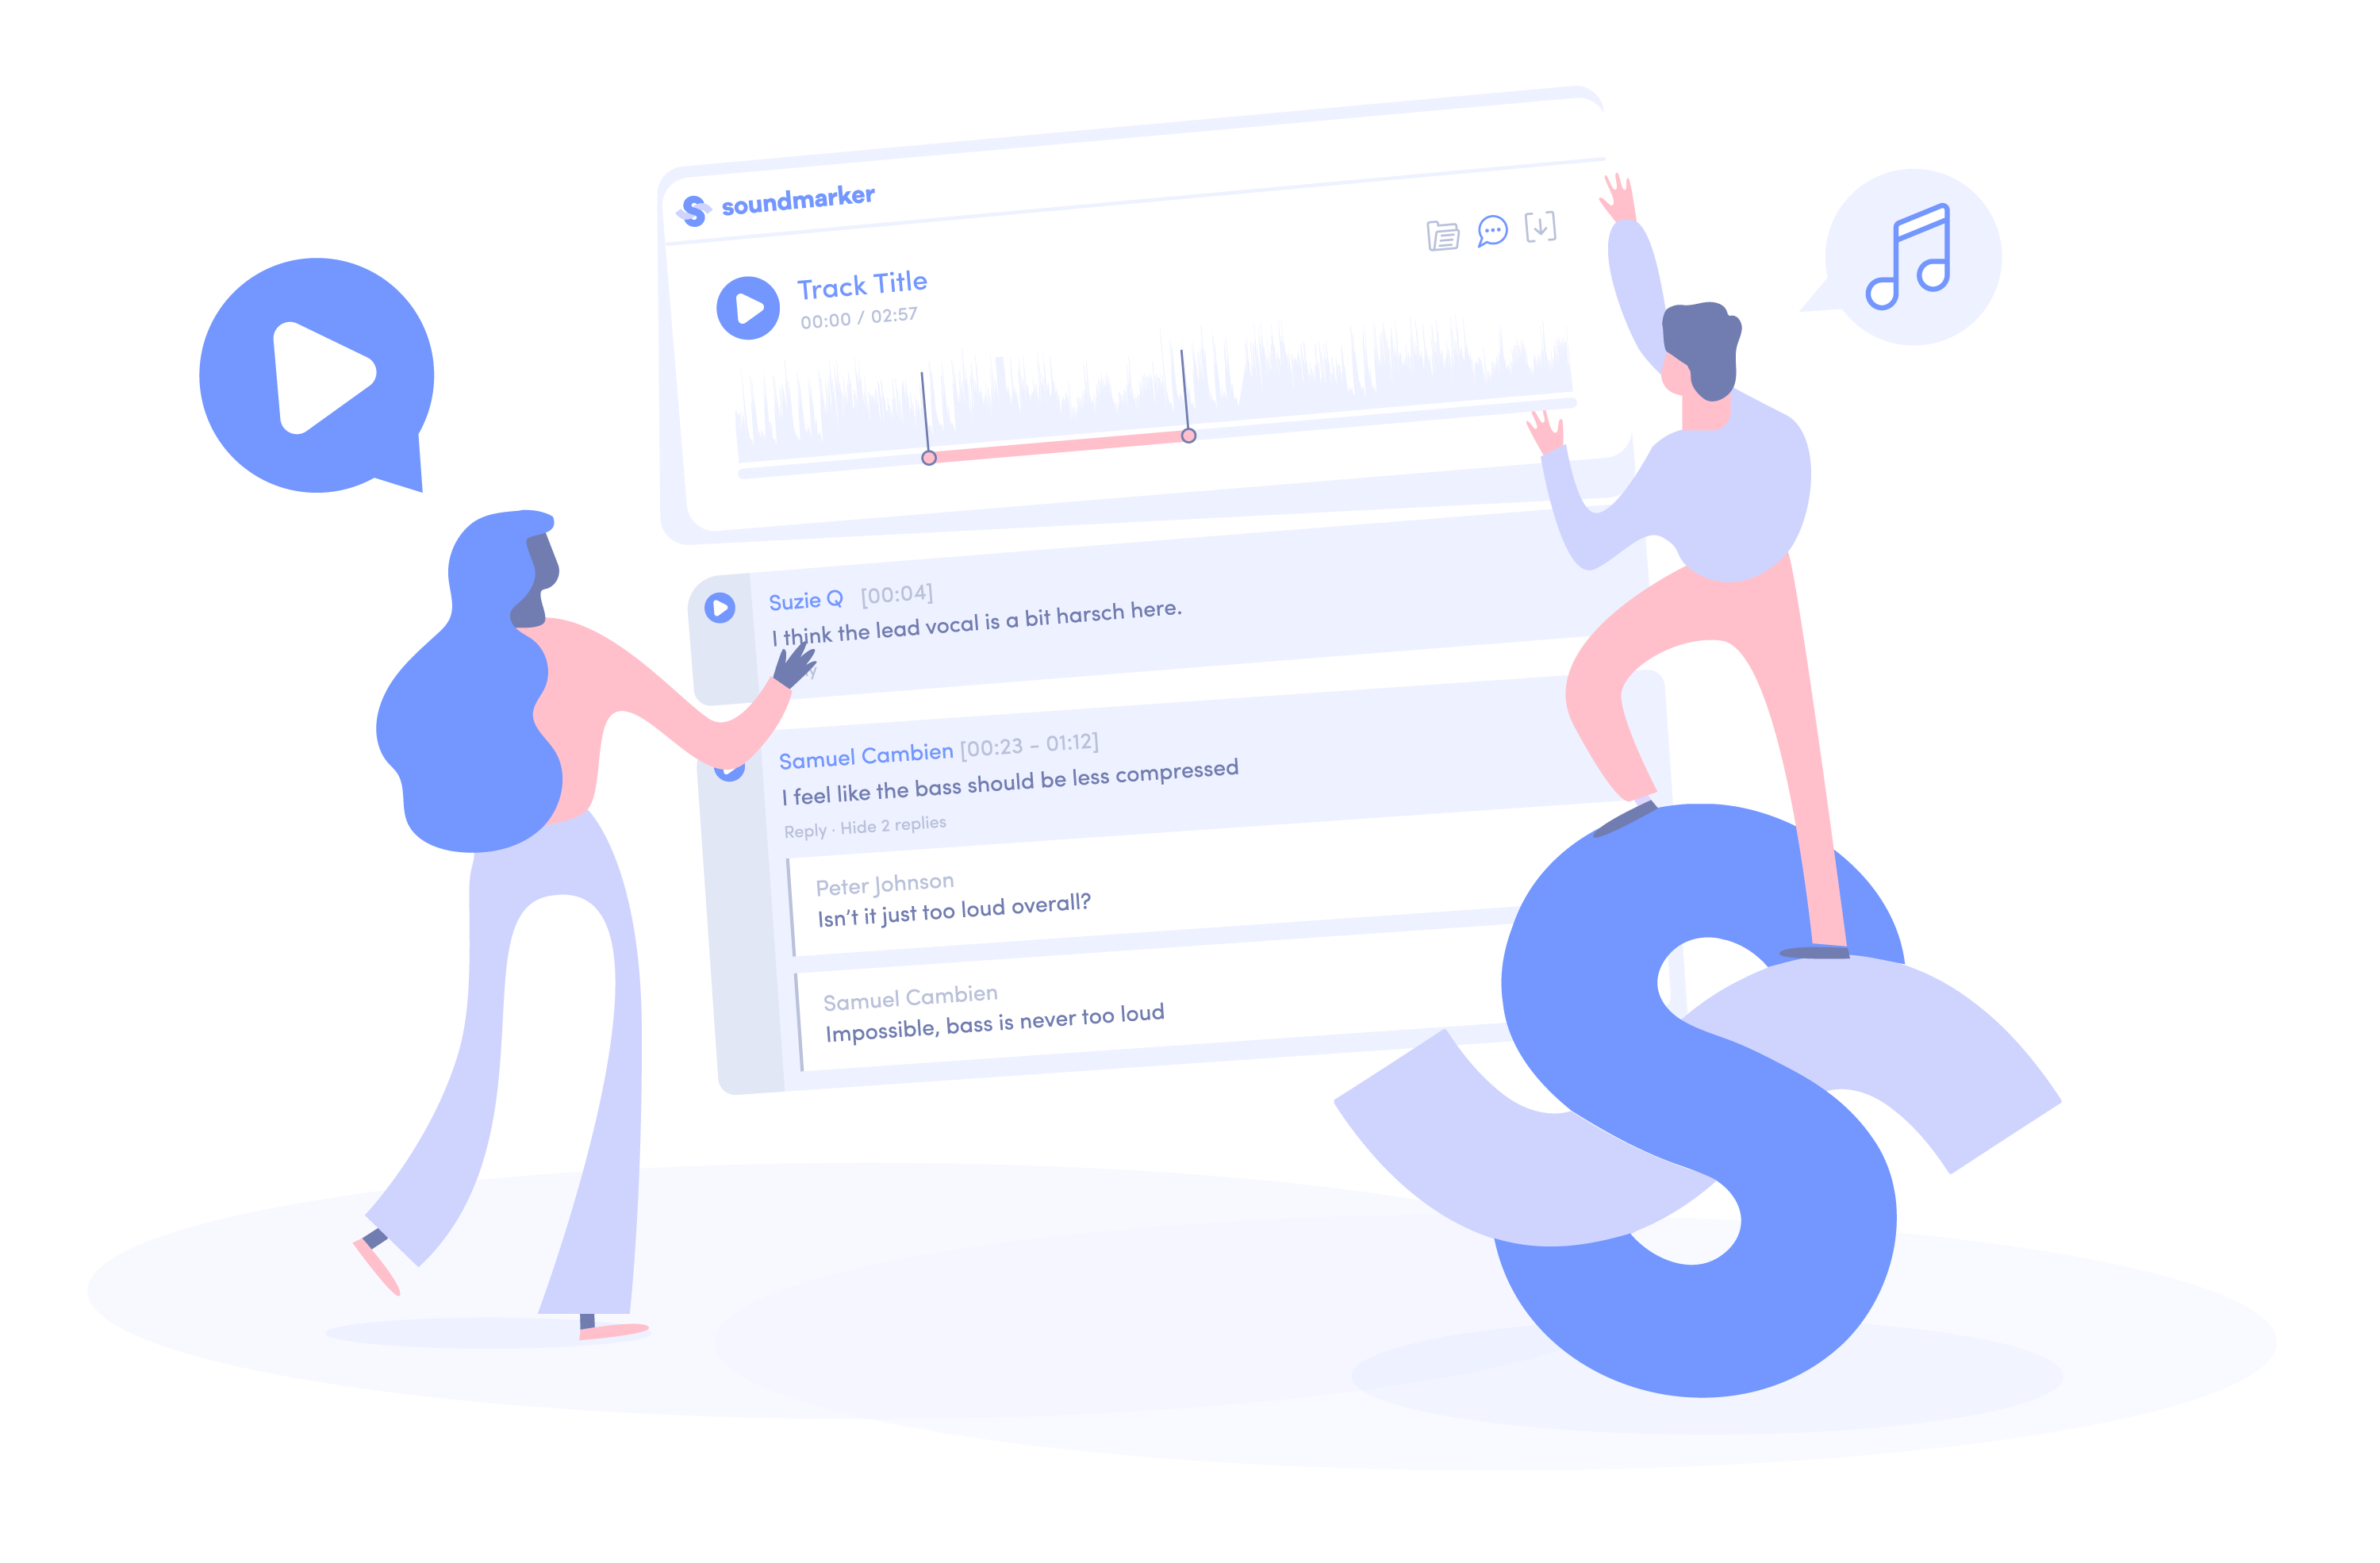 soundmarker
Track Title
00:00 / 02:57
Suzie Q [00:04]
I think the lead vocal is a bit harsch here.
Samuel Cambien [00:23 - 01:12]
I feel like the bass should be less compressed
Reply · Hide 2 replies
Peter Johnson
Isn’t it just too loud overall?
Samuel Cambien
Impossible, bass is never too loud